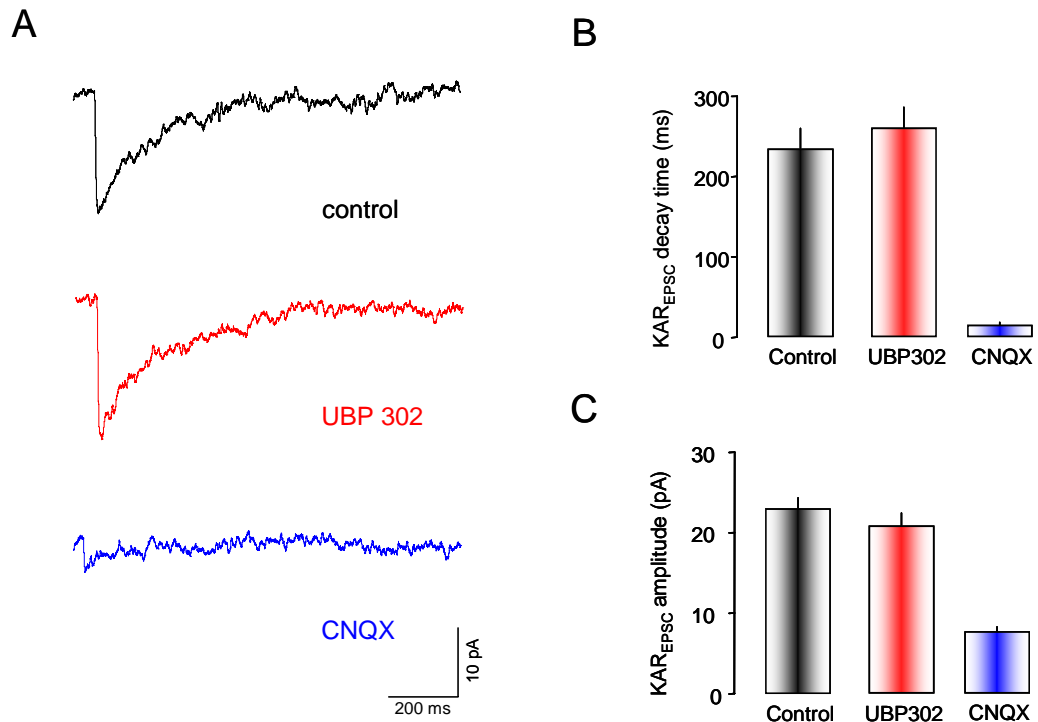 A
control
UBP 302
CNQX
10 pA
200 ms
B
KAR_EPSC decay time (ms)
300
200
100
0
Control UBP302 CNQX
C
KAR_EPSC amplitude (pA)
30
20
10
0
Control UBP302 CNQX